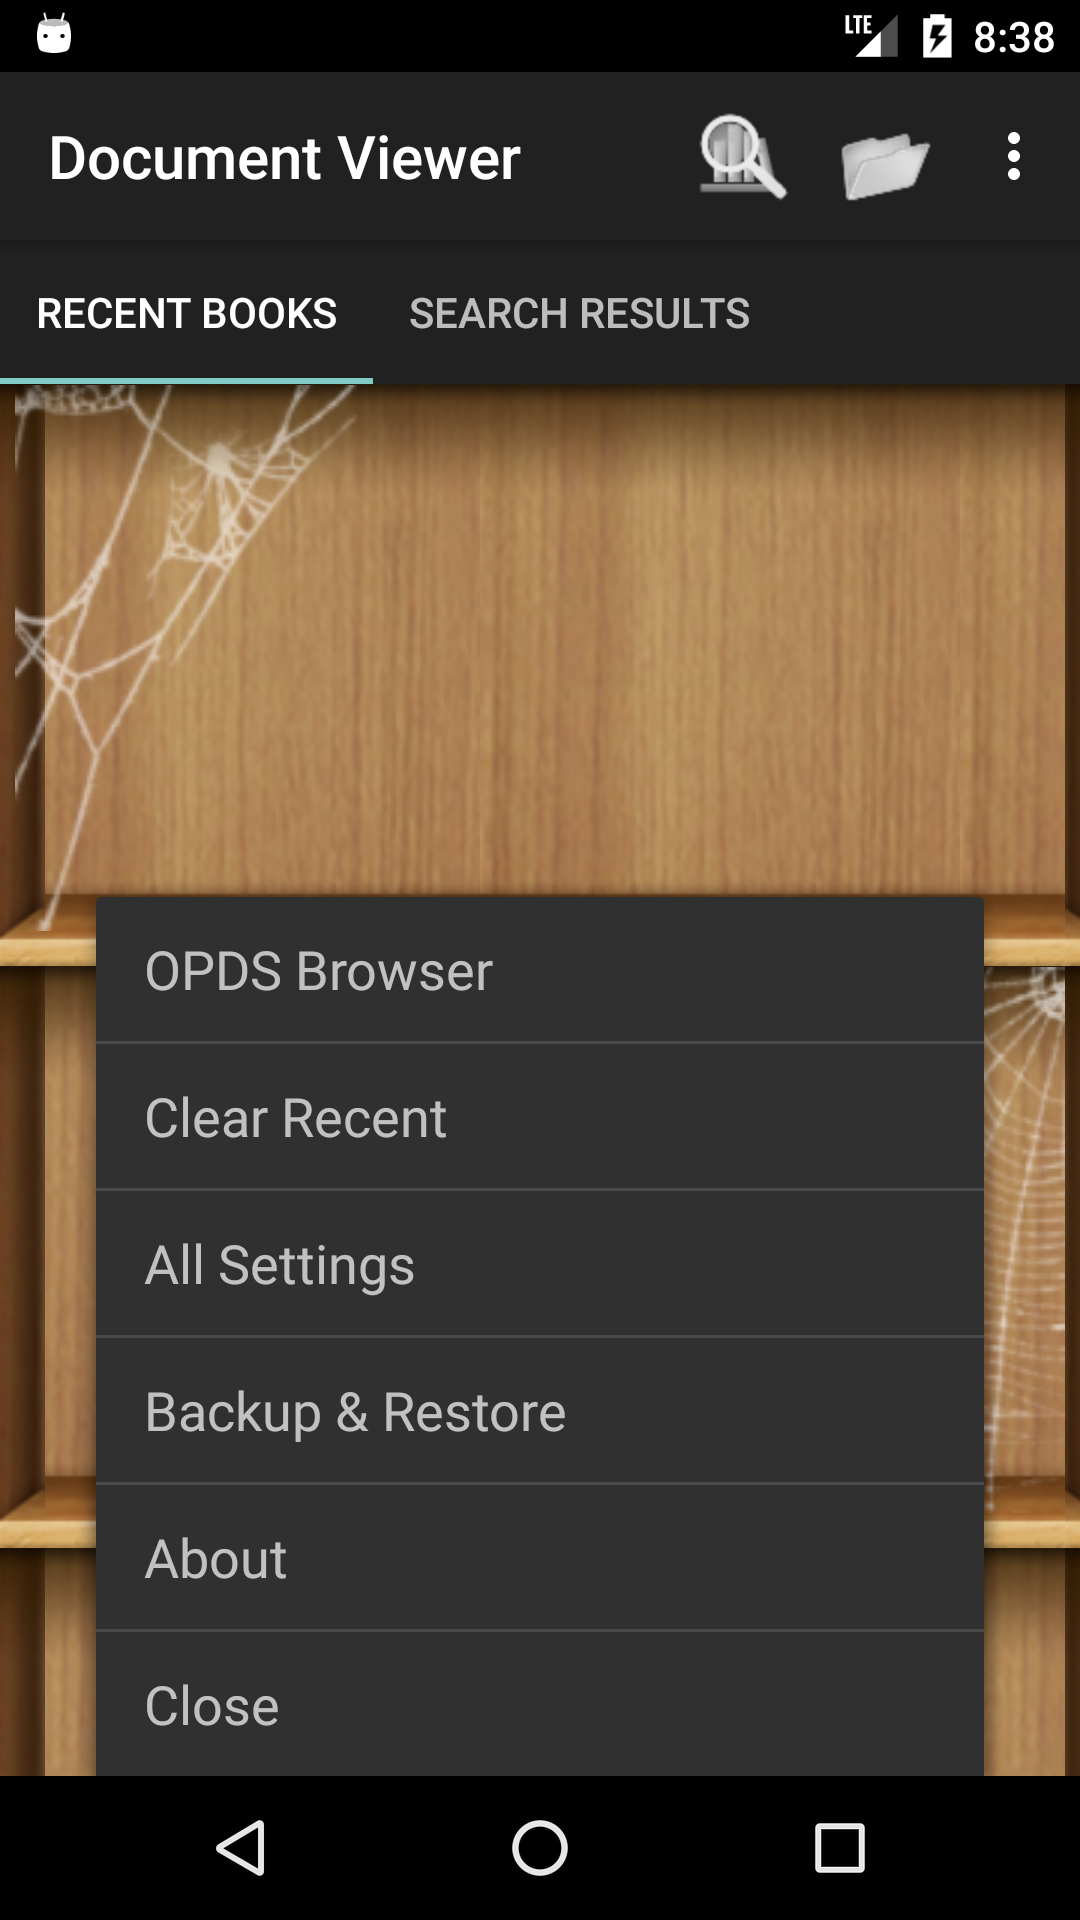 LTE 8:38
Document Viewer
RECENT BOOKS SEARCH RESULTS
OPDS Browser
Clear Recent
All Settings
Backup & Restore
About
Close